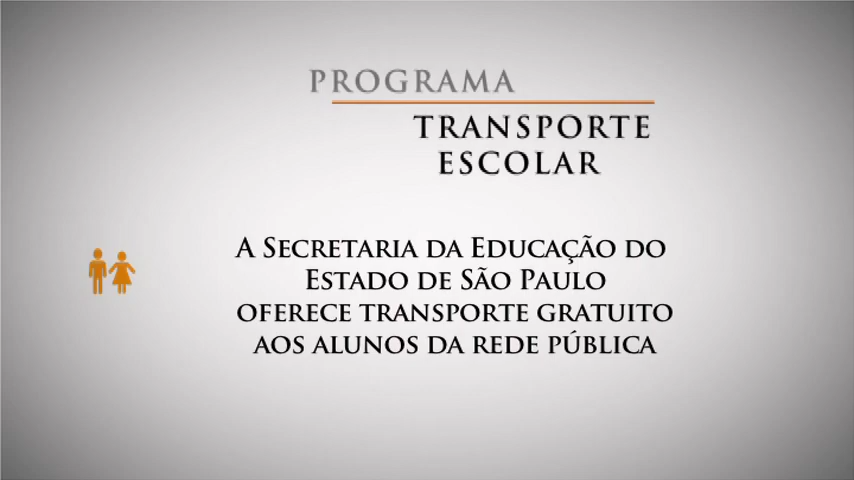 PROGRAMA
TRANSPORTE
ESCOLAR
A SECRETARIA DA EDUCAÇÃO DO
ESTADO DE SÃO PAULO
OFERECE TRANSPORTE GRATUITO
AOS ALUNOS DA REDE PÚBLICA